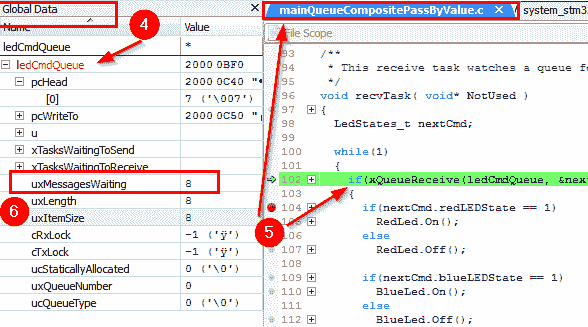 Global Data
Name Value
ledCmdQueue *
ledCmdQueue 2000 0BF0
pcHead 2000 0C40 "
[0] 7 ('\007')
pcWriteTo 2000 0C50 "
u
xTasksWaitingToSend
xTasksWaitingToReceive
uxMessagesWaiting 8
uxLength 8
uxItemSize 8
cRxLock -1 ('ÿ')
cTxLock -1 ('ÿ')
ucStaticallyAllocated 0 ('\0')
uxQueueNumber 0
ucQueueType 0 ('\0')
4
6
mainQueueCompositePassByValue.c system_stm3
File Scope
93 /**
94 * This receive task watches a queue fo
95 */
96 void recvTask( void* NotUsed )
97 {
98 LedStates_t nextCmd;
99
100 while(1)
101 {
102 if(xQueueReceive(ledCmdQueue, &nex
103 {
104 if(nextCmd.redLEDState == 1)
105 RedLed.On();
106 else
107 RedLed.Off();
108
109 if(nextCmd.blueLEDState == 1)
110 BlueLed.On();
111 else
112 BlueLed.Off();
5